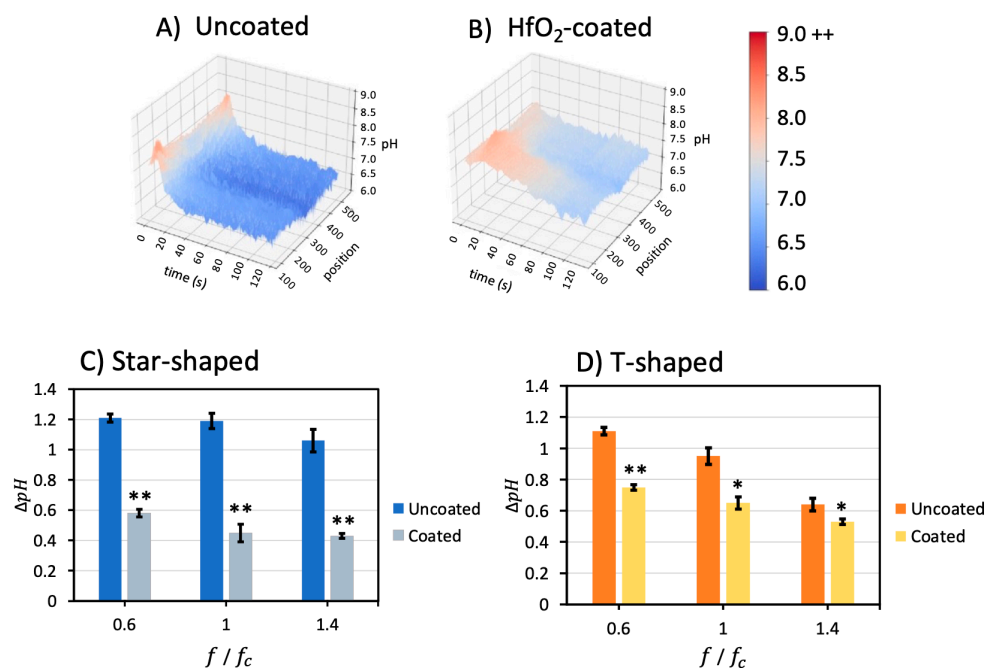 A) Uncoated
B) HfO₂-coated
9.0
8.5
8.0
7.5
7.0
6.5
6.0
pH
0
20
40
60
80
100
120
time (s)
100
200
300
400
500
position
9.0
8.5
8.0
7.5
7.0
6.5
6.0
pH
0
20
40
60
80
100
120
time (s)
100
200
300
400
500
position
9.0 ++
8.5
8.0
7.5
7.0
6.5
6.0
C) Star-shaped
1.4
1.2
1
0.8
0.6
0.4
0.2
0
ΔpH
** ** **
0.6 1 1.4
f / fc
Uncoated
Coated
D) T-shaped
1.4
1.2
1
0.8
0.6
0.4
0.2
0
ΔpH
** * *
0.6 1 1.4
f / fc
Uncoated
Coated